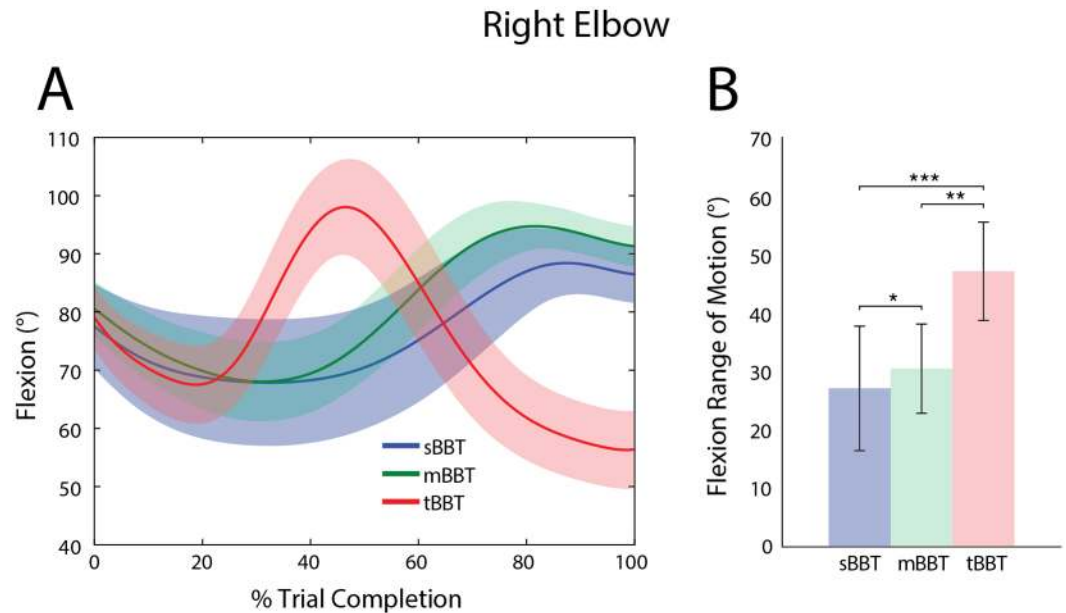 Right Elbow
A
Flexion (°)
110
100
90
80
70
60
50
40
0
20
40
60
80
100
% Trial Completion
sBBT
mBBT
tBBT
B
Flexion Range of Motion (°)
70
60
50
40
30
20
10
0
***
**
*
sBBT mBBT tBBT